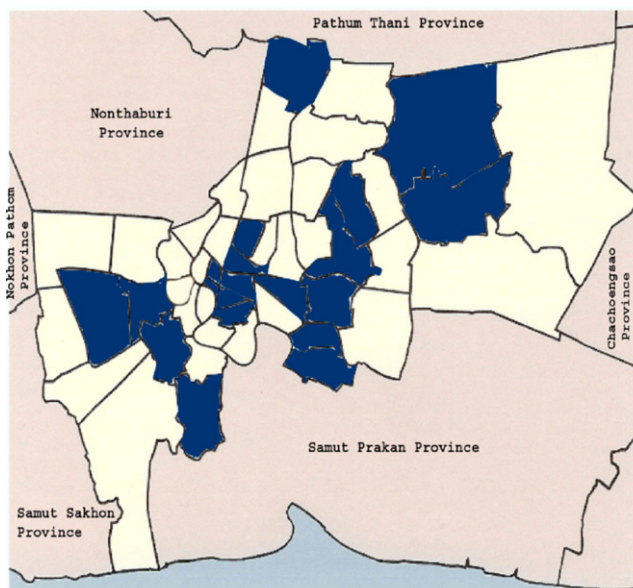 Pathum Thani Province
Nonthaburi
Province
Nokhon Pathom
Province
Chachoengsao
Province
Samut Prakan Province
Samut Sakhon
Province